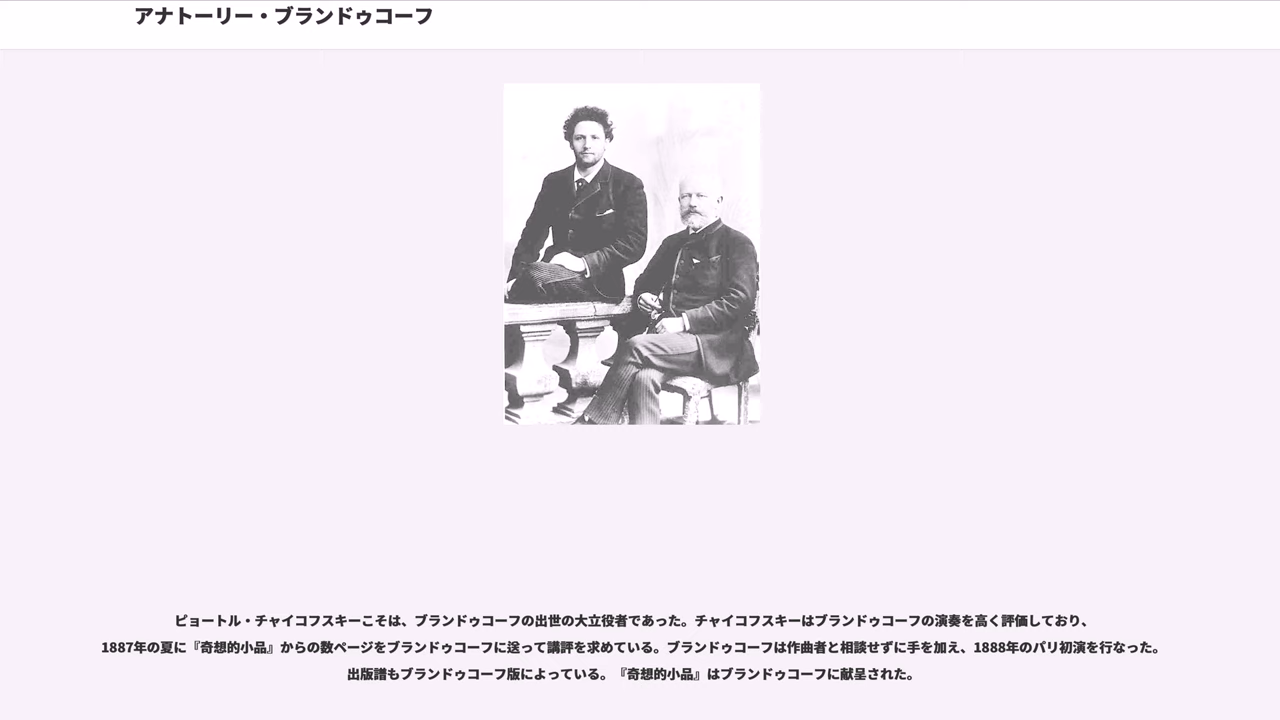 アナトーリー・ブランドゥコーフ
ピョートル・チャイコフスキーこそは、ブランドゥコーフの出世の大立役者であった。チャイコフスキーはブランドゥコーフの演奏を高く評価しており、
1887年の夏に『奇想的小品』からの数ページをブランドゥコーフに送って講評を求めている。ブランドゥコーフは作曲者と相談せずに手を加え、1888年のパリ初演を行なった。
出版譜もブランドゥコーフ版によっている。『奇想的小品』はブランドゥコーフに献呈された。